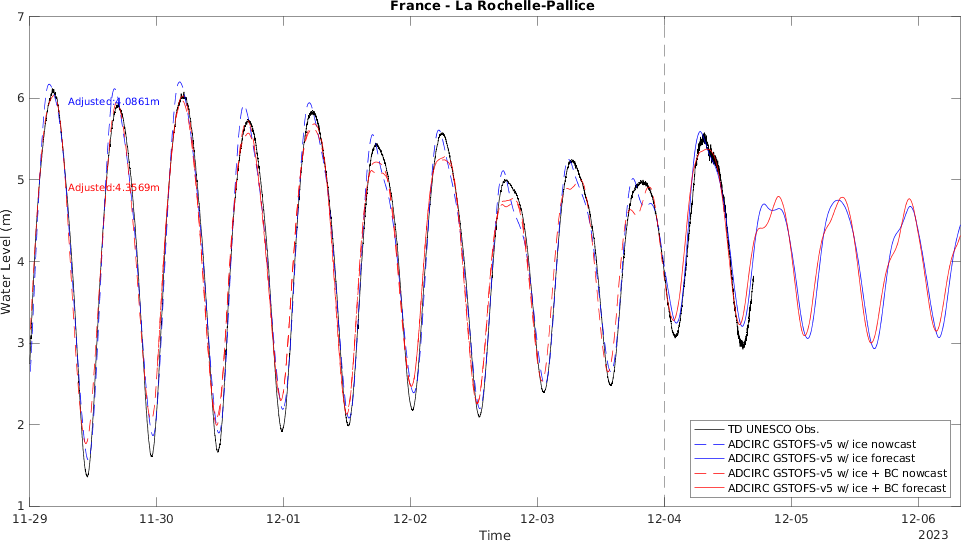 France - La Rochelle-Pallice
7
6
5
4
3
2
1
Water Level (m)
Adjusted:4.0861m
Adjusted:4.3569m
TD UNESCO Obs.
ADCIRC GSTOFS-v5 w/ ice nowcast
ADCIRC GSTOFS-v5 w/ ice forecast
ADCIRC GSTOFS-v5 w/ ice + BC nowcast
ADCIRC GSTOFS-v5 w/ ice + BC forecast
11-29 11-30 12-01 12-02 12-03 12-04 12-05 12-06
Time
2023